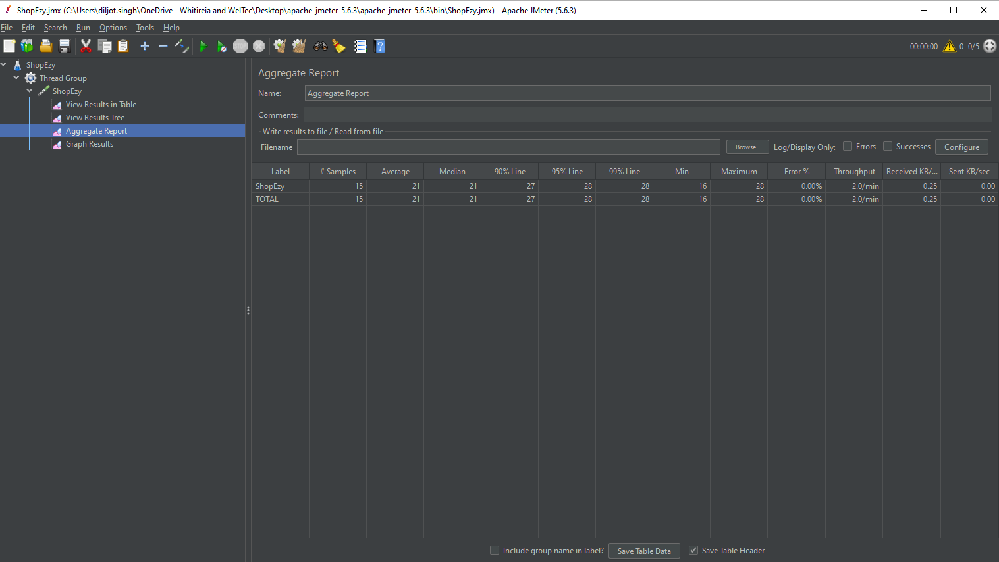 ShopEzy.jmx (C:\Users\diljot.singh\OneDrive - Whitireia and WelTec\Desktop\apache-jmeter-5.6.3\apache-jmeter-5.6.3\bin\ShopEzy.jmx) - Apache JMeter (5.6.3)
File Edit Search Run Options Tools Help
STOP 00:00:00 0 0/5
ShopEzy
Thread Group
ShopEzy
View Results in Table
View Results Tree
Aggregate Report
Graph Results
Aggregate Report
Name: Aggregate Report
Comments:
Write results to file / Read from file
Filename Browse... Log/Display Only: Errors Successes Configure
Label # Samples Average Median 90% Line 95% Line 99% Line Min Maximum Error % Throughput Received KB/... Sent KB/sec
ShopEzy 15 21 21 27 28 28 16 28 0.00% 2.0/min 0.25 0.00
TOTAL 15 21 21 27 28 28 16 28 0.00% 2.0/min 0.25 0.00
Include group name in label? Save Table Data Save Table Header